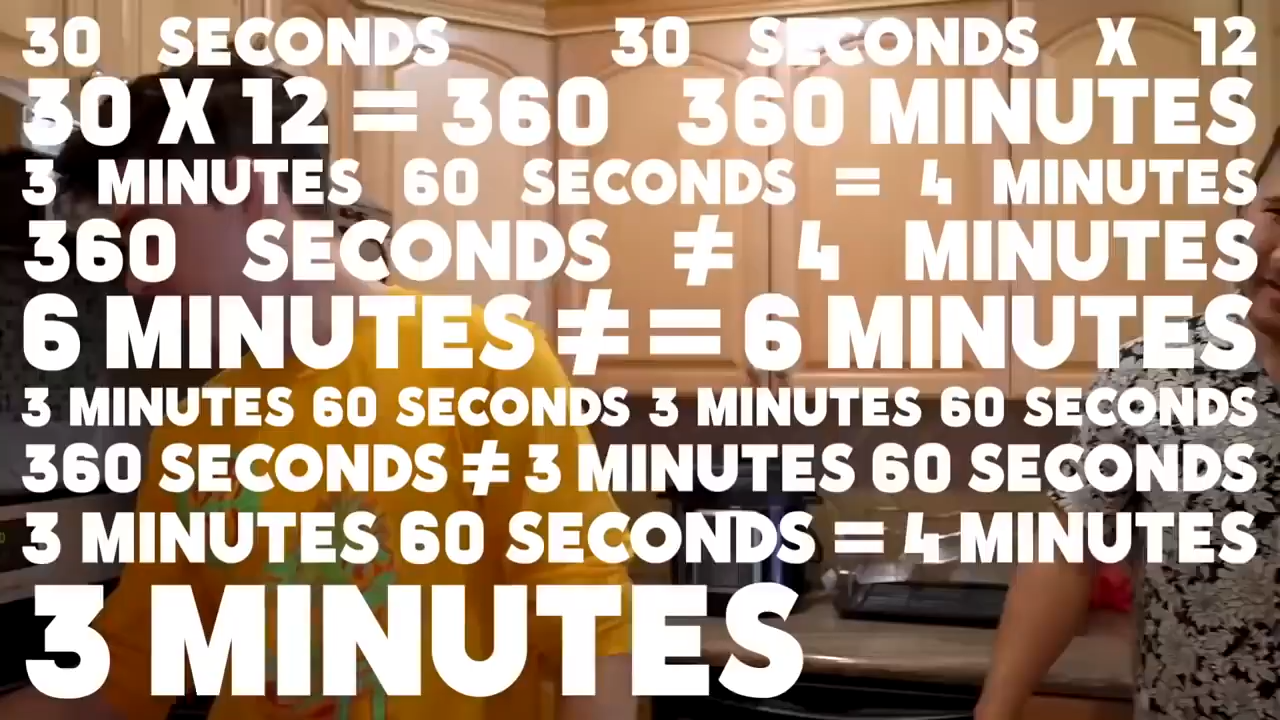 30 SECONDS 30 SECONDS X 12
30 X 12 = 360 360 MINUTES
3 MINUTES 60 SECONDS = 4 MINUTES
360 SECONDS ≠ 4 MINUTES
6 MINUTES ≠ = 6 MINUTES
3 MINUTES 60 SECONDS 3 MINUTES 60 SECONDS
360 SECONDS ≠ 3 MINUTES 60 SECONDS
3 MINUTES 60 SECONDS = 4 MINUTES
3 MINUTES